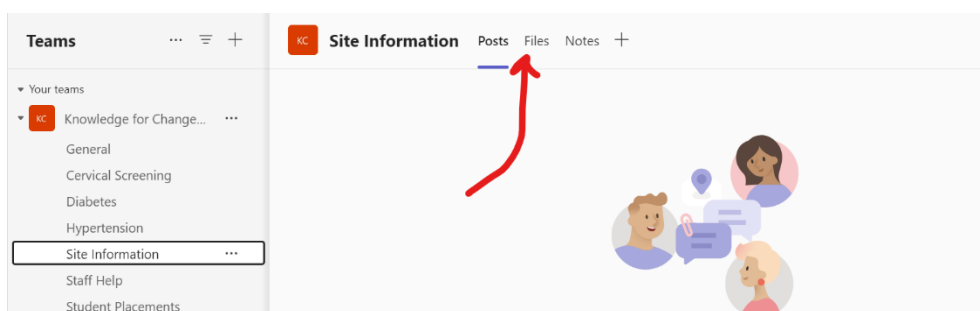 Teams ... +
KC Site Information Posts Files Notes +
Your teams
KC Knowledge for Change... ...
General
Cervical Screening
Diabetes
Hypertension
Site Information ...
Staff Help
Student Placements